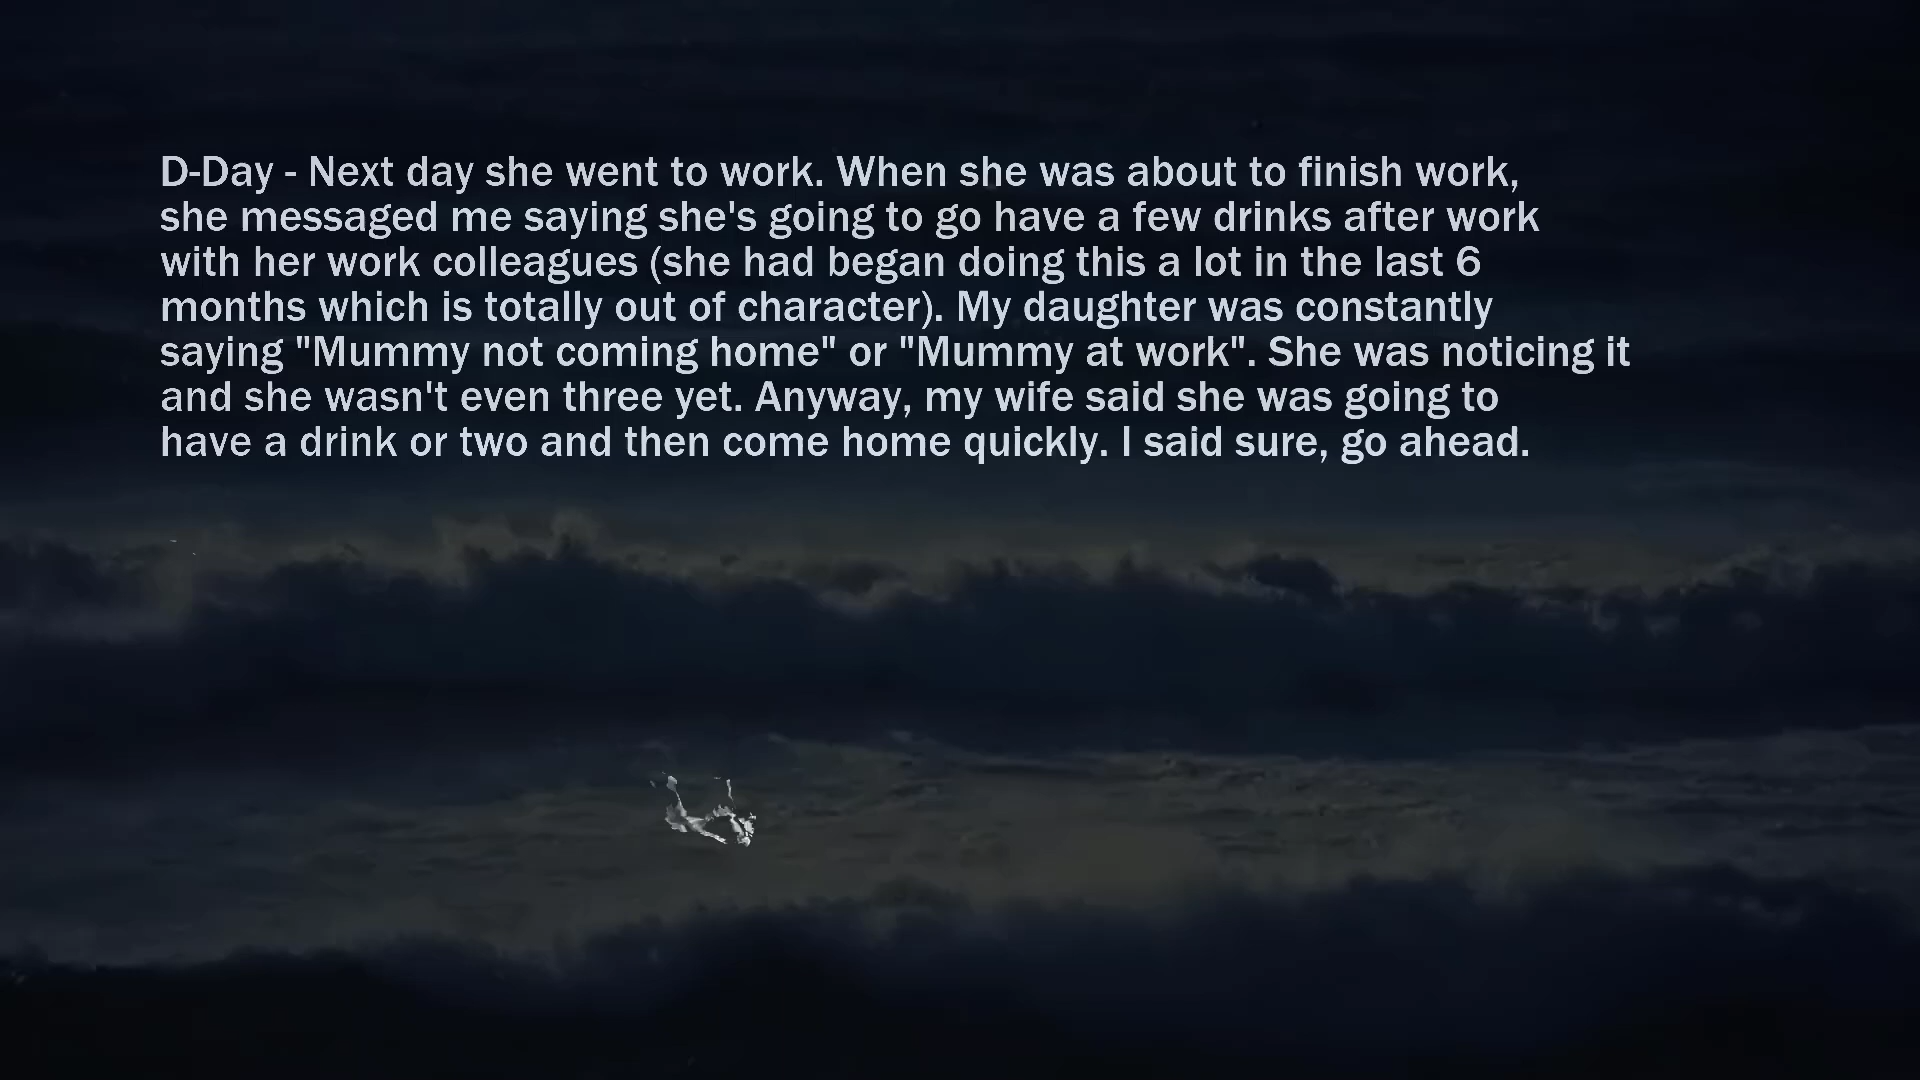 D-Day - Next day she went to work. When she was about to finish work,
she messaged me saying she's going to go have a few drinks after work
with her work colleagues (she had began doing this a lot in the last 6
months which is totally out of character). My daughter was constantly
saying "Mummy not coming home" or "Mummy at work". She was noticing it
and she wasn't even three yet. Anyway, my wife said she was going to
have a drink or two and then come home quickly. I said sure, go ahead.